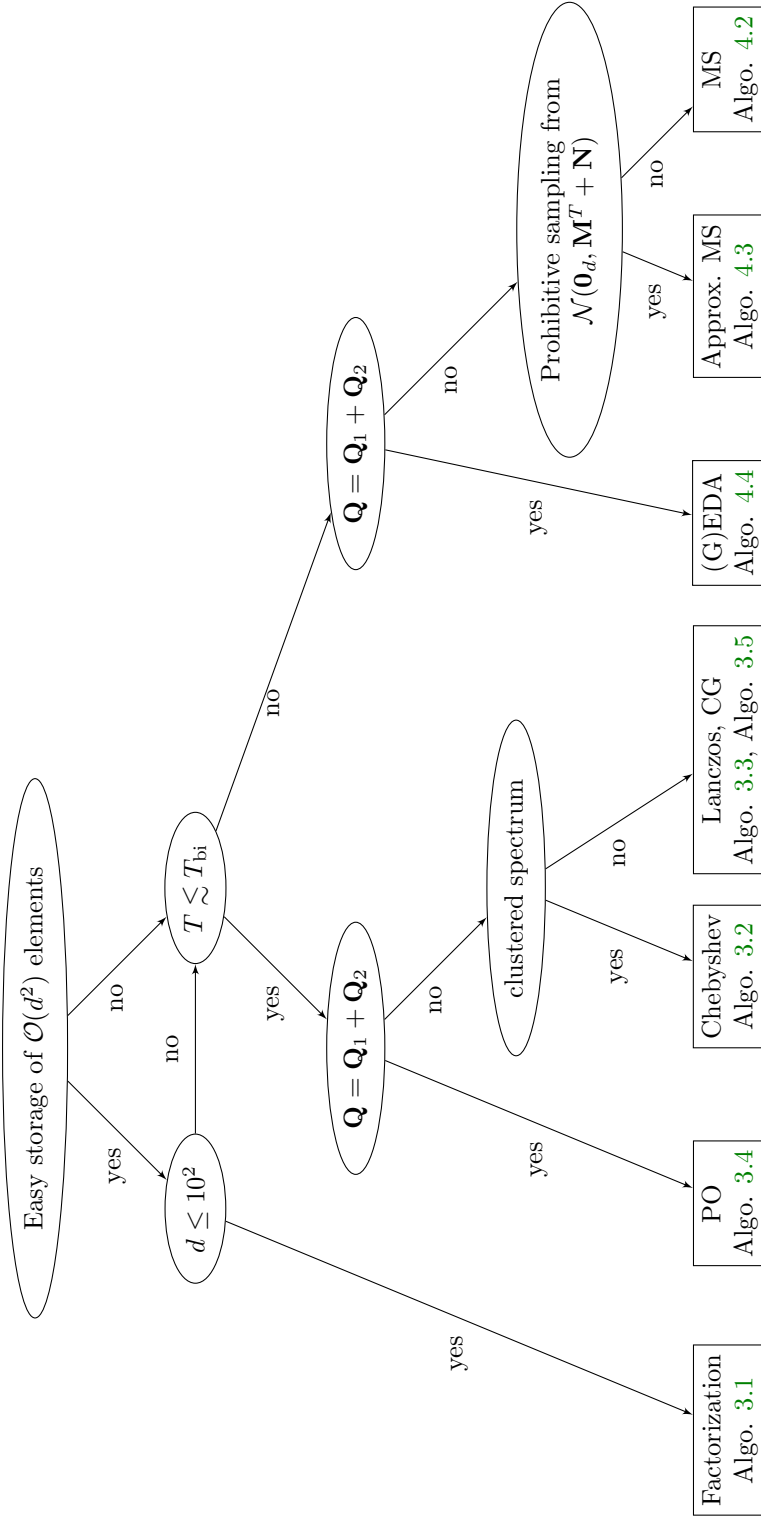 Easy storage of 𝒪(d²) elements
yes
no
d ≤ 10²
no
T ≲ T_bi
yes
yes
no
Q = Q₁ + Q₂
Q = Q₁ + Q₂
yes
no
yes
no
clustered spectrum
Prohibitive sampling from
𝒩(0_d, M^T + N)
yes
no
yes
no
Factorization
Algo. 3.1
PO
Algo. 3.4
Chebyshev
Algo. 3.2
Lanczos, CG
Algo. 3.3, Algo. 3.5
(G)EDA
Algo. 4.4
Approx. MS
Algo. 4.3
MS
Algo. 4.2